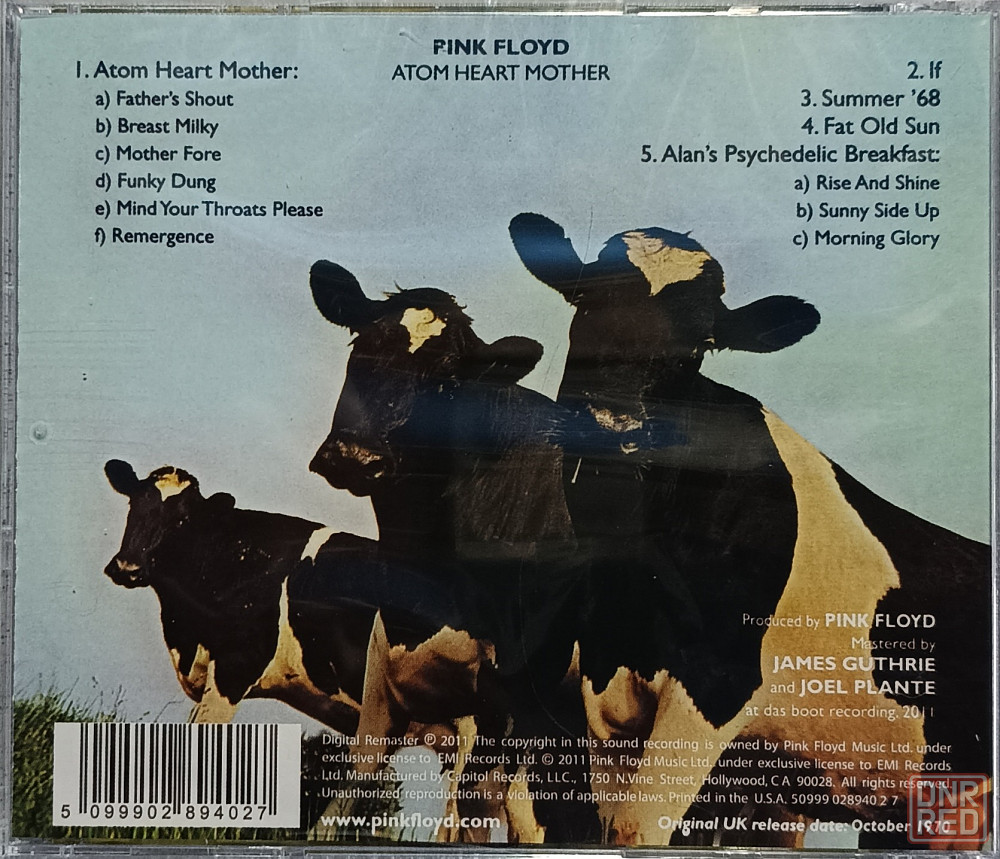 PINK FLOYD
ATOM HEART MOTHER
1. Atom Heart Mother:
a) Father's Shout
b) Breast Milky
c) Mother Fore
d) Funky Dung
e) Mind Your Throats Please
f) Remergence
2. If
3. Summer '68
4. Fat Old Sun
5. Alan's Psychedelic Breakfast:
a) Rise And Shine
b) Sunny Side Up
c) Morning Glory
Produced by PINK FLOYD
Mastered by
JAMES GUTHRIE
and JOEL PLANTE
at das boot recording, 2011
Digital Remaster ℗ 2011 The copyright in this sound recording is owned by Pink Floyd Music Ltd. under
exclusive license to EMI Records Ltd. © 2011 Pink Floyd Music Ltd., under exclusive license to EMI Records
Ltd. Manufactured by Capitol Records, LLC., 1750 N.Vine Street, Hollywood, CA 90028. All rights reserved.
Unauthorized reproduction is a violation of applicable laws. Printed in the U.S.A. 50999 028940 2 7
www.pinkfloyd.com
Original UK release date: October 1970
5 099902 894027
DNR
RED